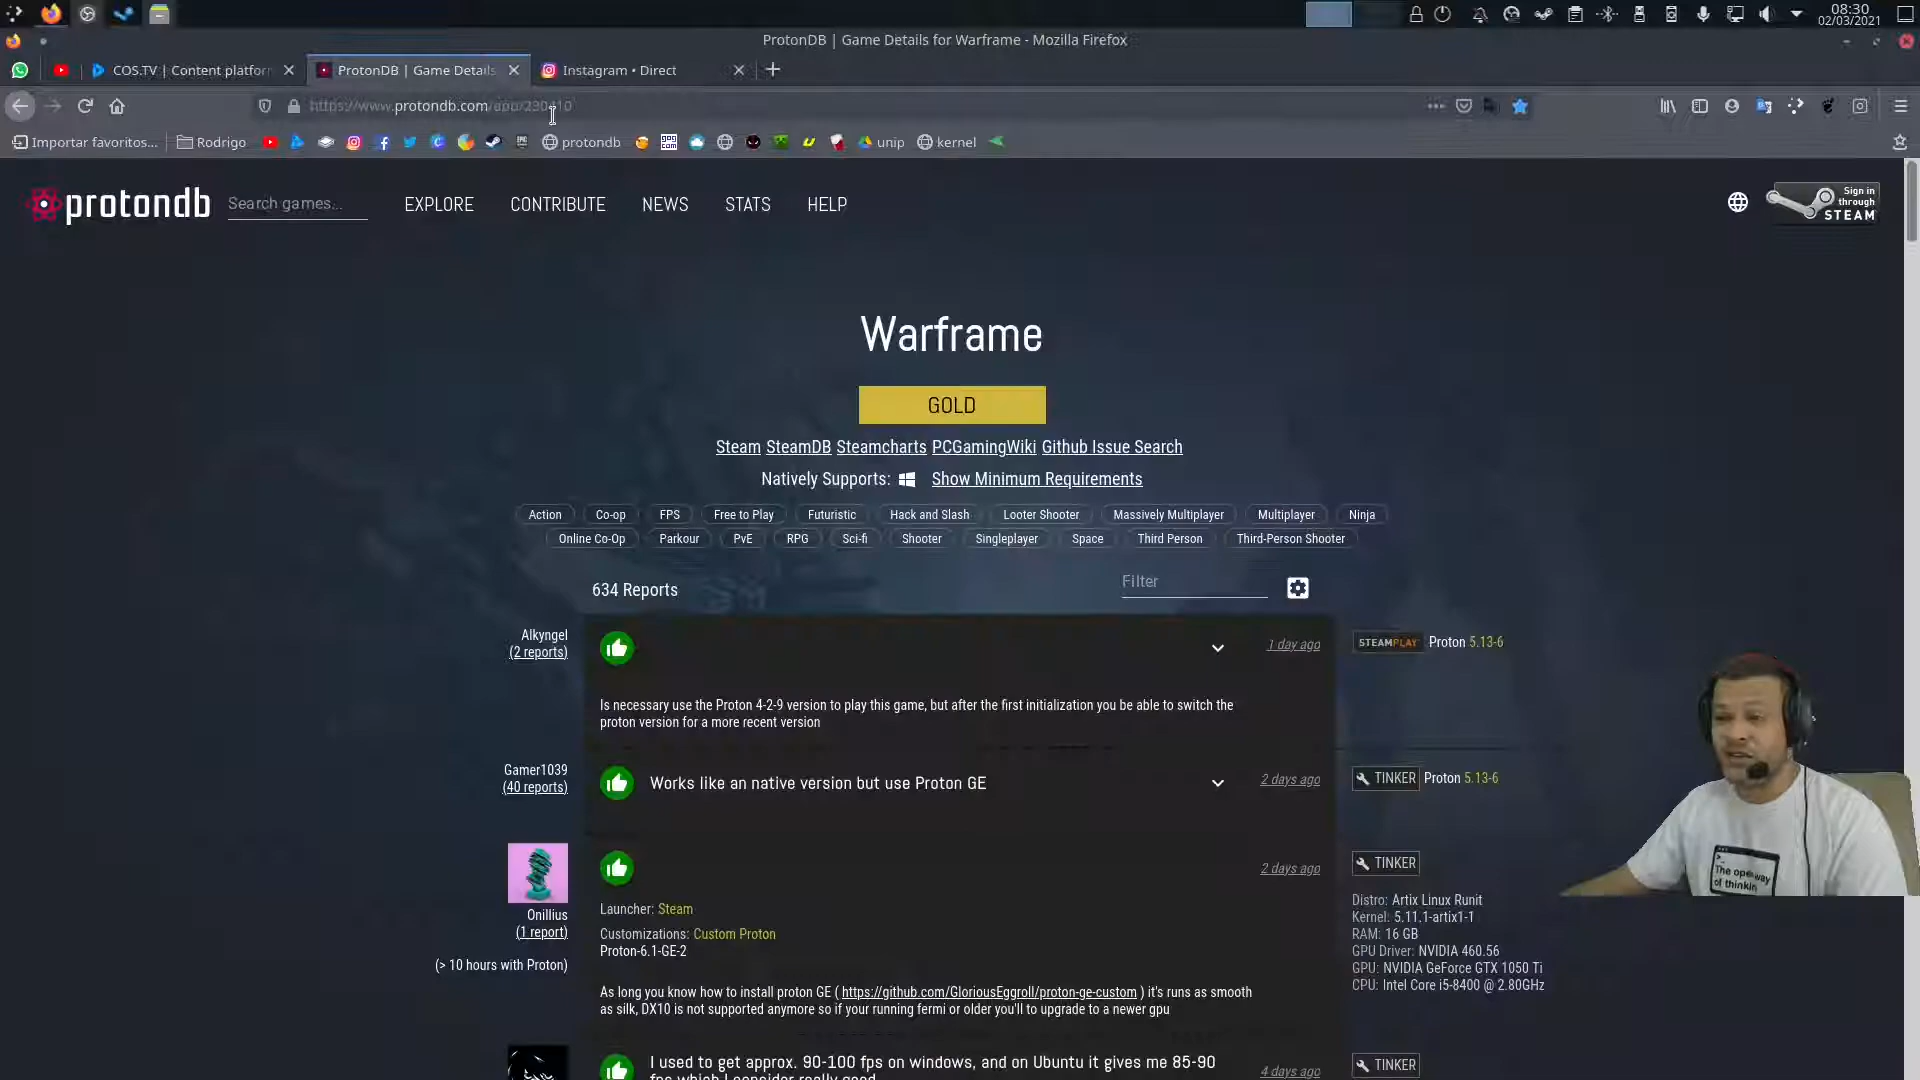 08:30
02/03/2021
ProtonDB | Game Details for Warframe - Mozilla Firefox
COS.TV | Content platfor
ProtonDB | Game Details
Instagram • Direct
https://www.protondb.com/app/230410
Importar favoritos...
Rodrigo
protondb
unip
kernel
protondb
Search games...
EXPLORE
CONTRIBUTE
NEWS
STATS
HELP
Sign in
through
STEAM
Warframe
GOLD
Steam SteamDB Steamcharts PCGamingWiki Github Issue Search
Natively Supports: Show Minimum Requirements
Action Co-op FPS Free to Play Futuristic Hack and Slash Looter Shooter Massively Multiplayer Multiplayer Ninja
Online Co-Op Parkour PvE RPG Sci-fi Shooter Singleplayer Space Third Person Third-Person Shooter
634 Reports
Filter
Alkyngel
(2 reports)
1 day ago
STEAMPLAY Proton 5.13-6
Is necessary use the Proton 4-2-9 version to play this game, but after the first initialization you be able to switch the
proton version for a more recent version
Gamer1039
(40 reports)
Works like an native version but use Proton GE
2 days ago
TINKER Proton 5.13-6
Onillius
(1 report)
(> 10 hours with Proton)
2 days ago
Launcher: Steam
Customizations: Custom Proton
Proton-6.1-GE-2
As long you know how to install proton GE ( https://github.com/GloriousEggroll/proton-ge-custom ) it's runs as smooth
as silk, DX10 is not supported anymore so if your running fermi or older you'll to upgrade to a newer gpu
TINKER
Distro: Artix Linux Runit
Kernel: 5.11.1-artix1-1
RAM: 16 GB
GPU Driver: NVIDIA 460.56
GPU: NVIDIA GeForce GTX 1050 Ti
CPU: Intel Core i5-8400 @ 2.80GHz
The open way
of thinkin
I used to get approx. 90-100 fps on windows, and on Ubuntu it gives me 85-90
fps which I consider really good
4 days ago
TINKER